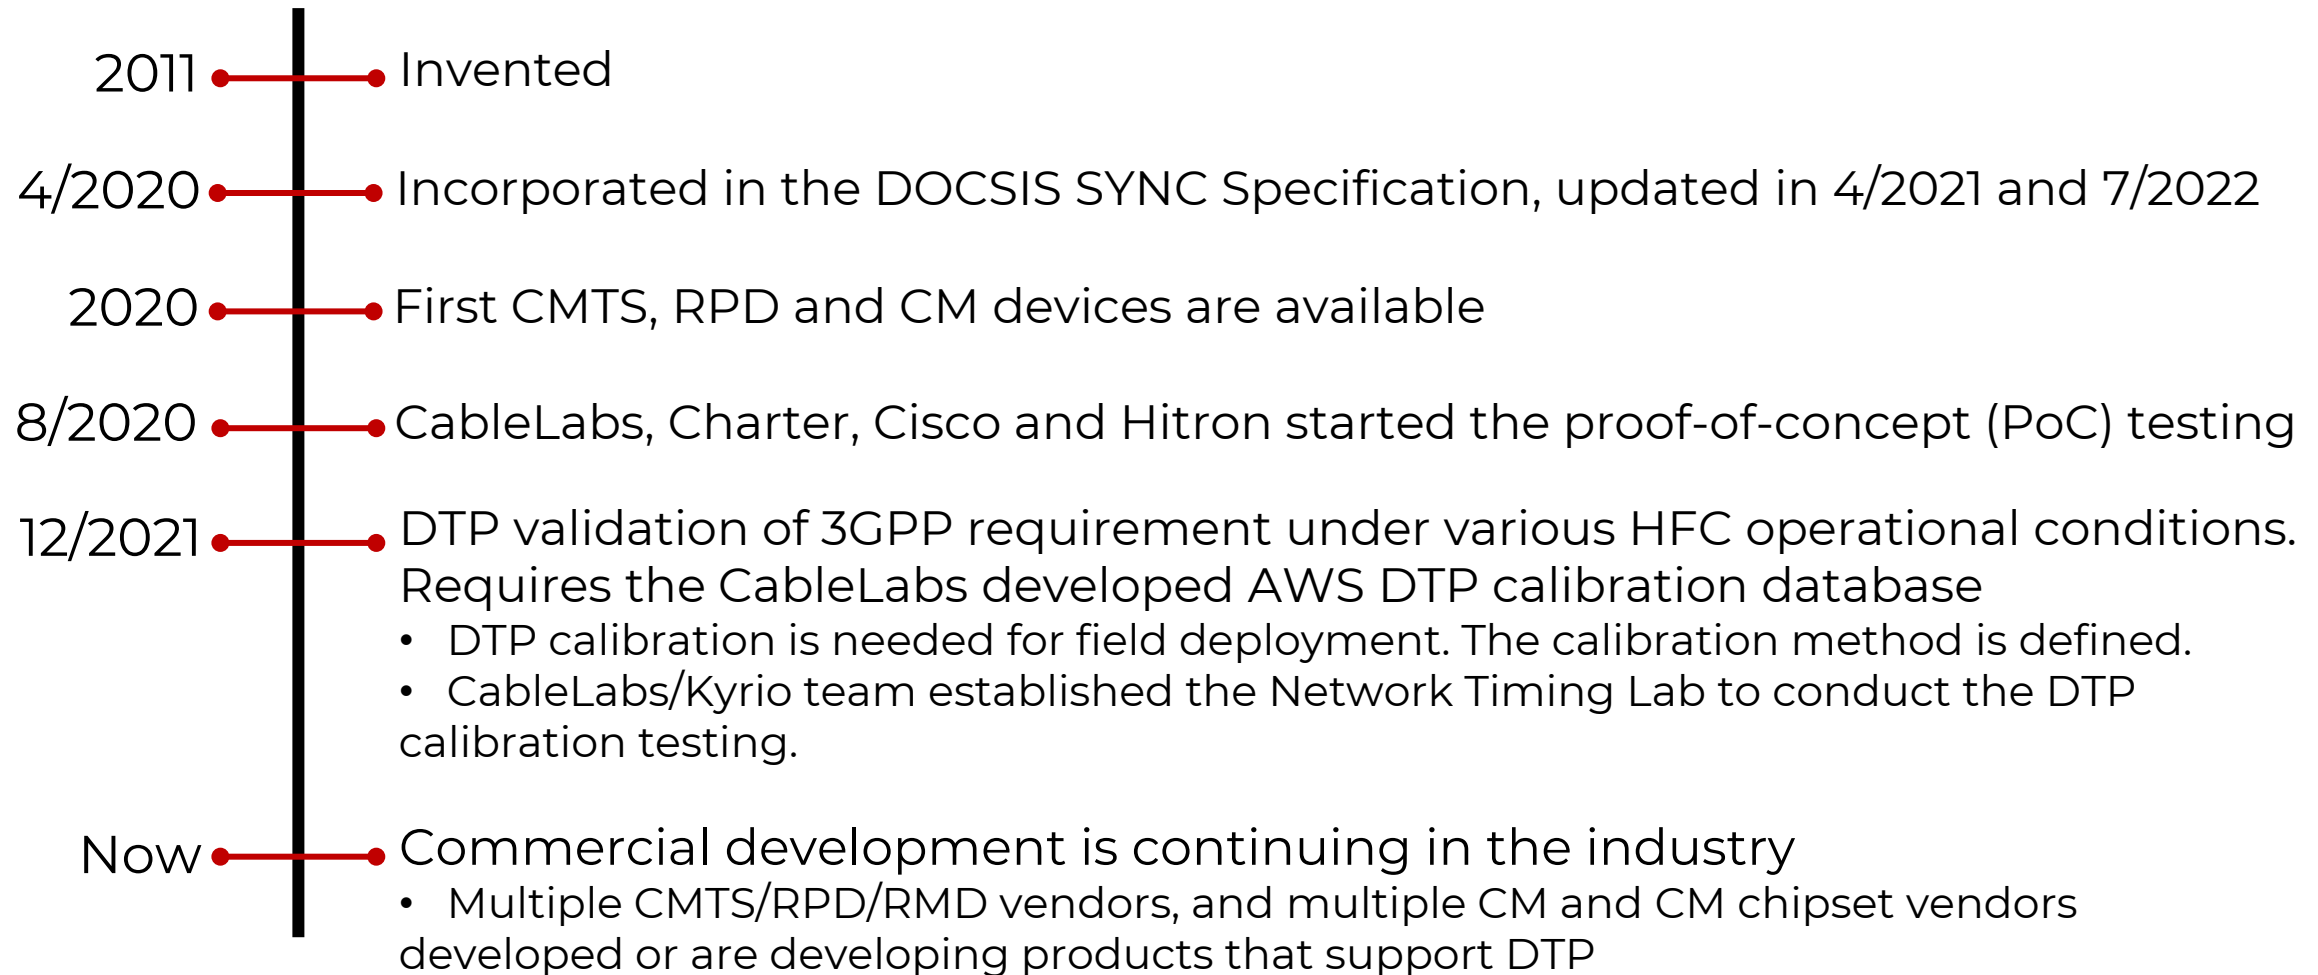 2011 Invented
4/2020 Incorporated in the DOCSIS SYNC Specification, updated in 4/2021 and 7/2022
2020 First CMTS, RPD and CM devices are available
8/2020 CableLabs, Charter, Cisco and Hitron started the proof-of-concept (PoC) testing
12/2021 DTP validation of 3GPP requirement under various HFC operational conditions.
Requires the CableLabs developed AWS DTP calibration database
• DTP calibration is needed for field deployment. The calibration method is defined.
• CableLabs/Kyrio team established the Network Timing Lab to conduct the DTP
calibration testing.
Now Commercial development is continuing in the industry
• Multiple CMTS/RPD/RMD vendors, and multiple CM and CM chipset vendors
developed or are developing products that support DTP